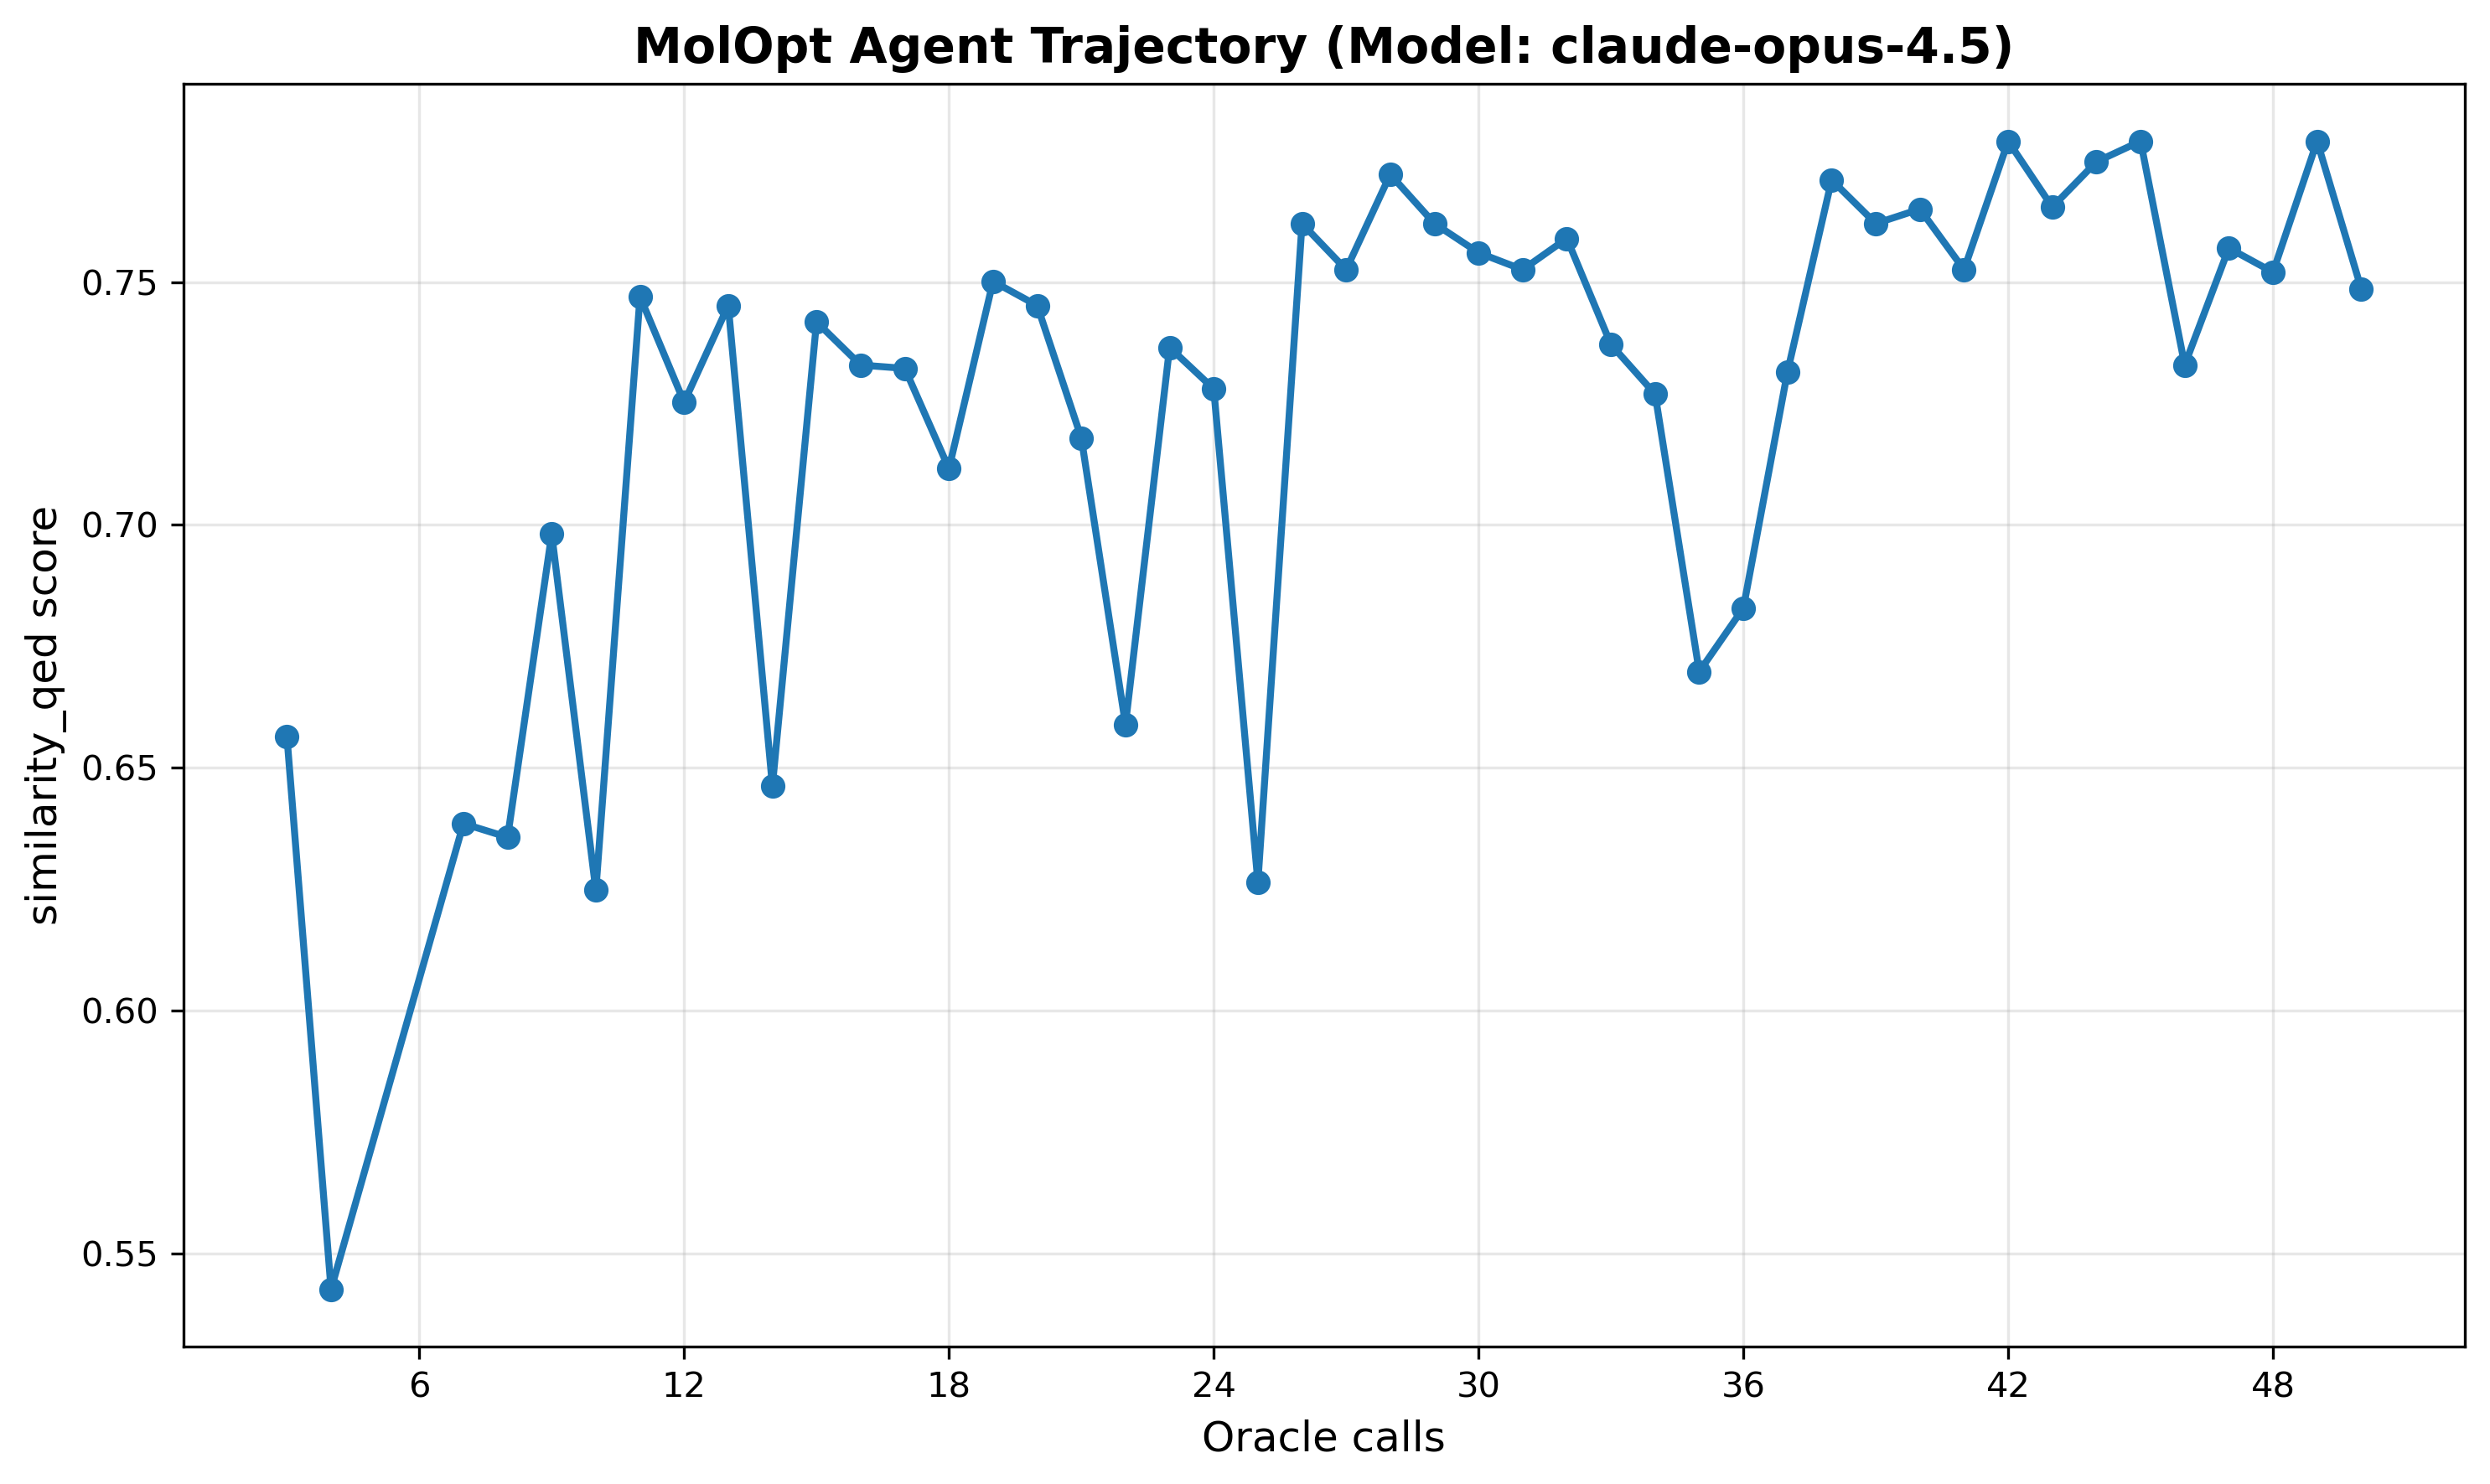 MolOpt Agent Trajectory (Model: claude-opus-4.5)
similarity_qed score
0.75
0.70
0.65
0.60
0.55
6 12 18 24 30 36 42 48
Oracle calls